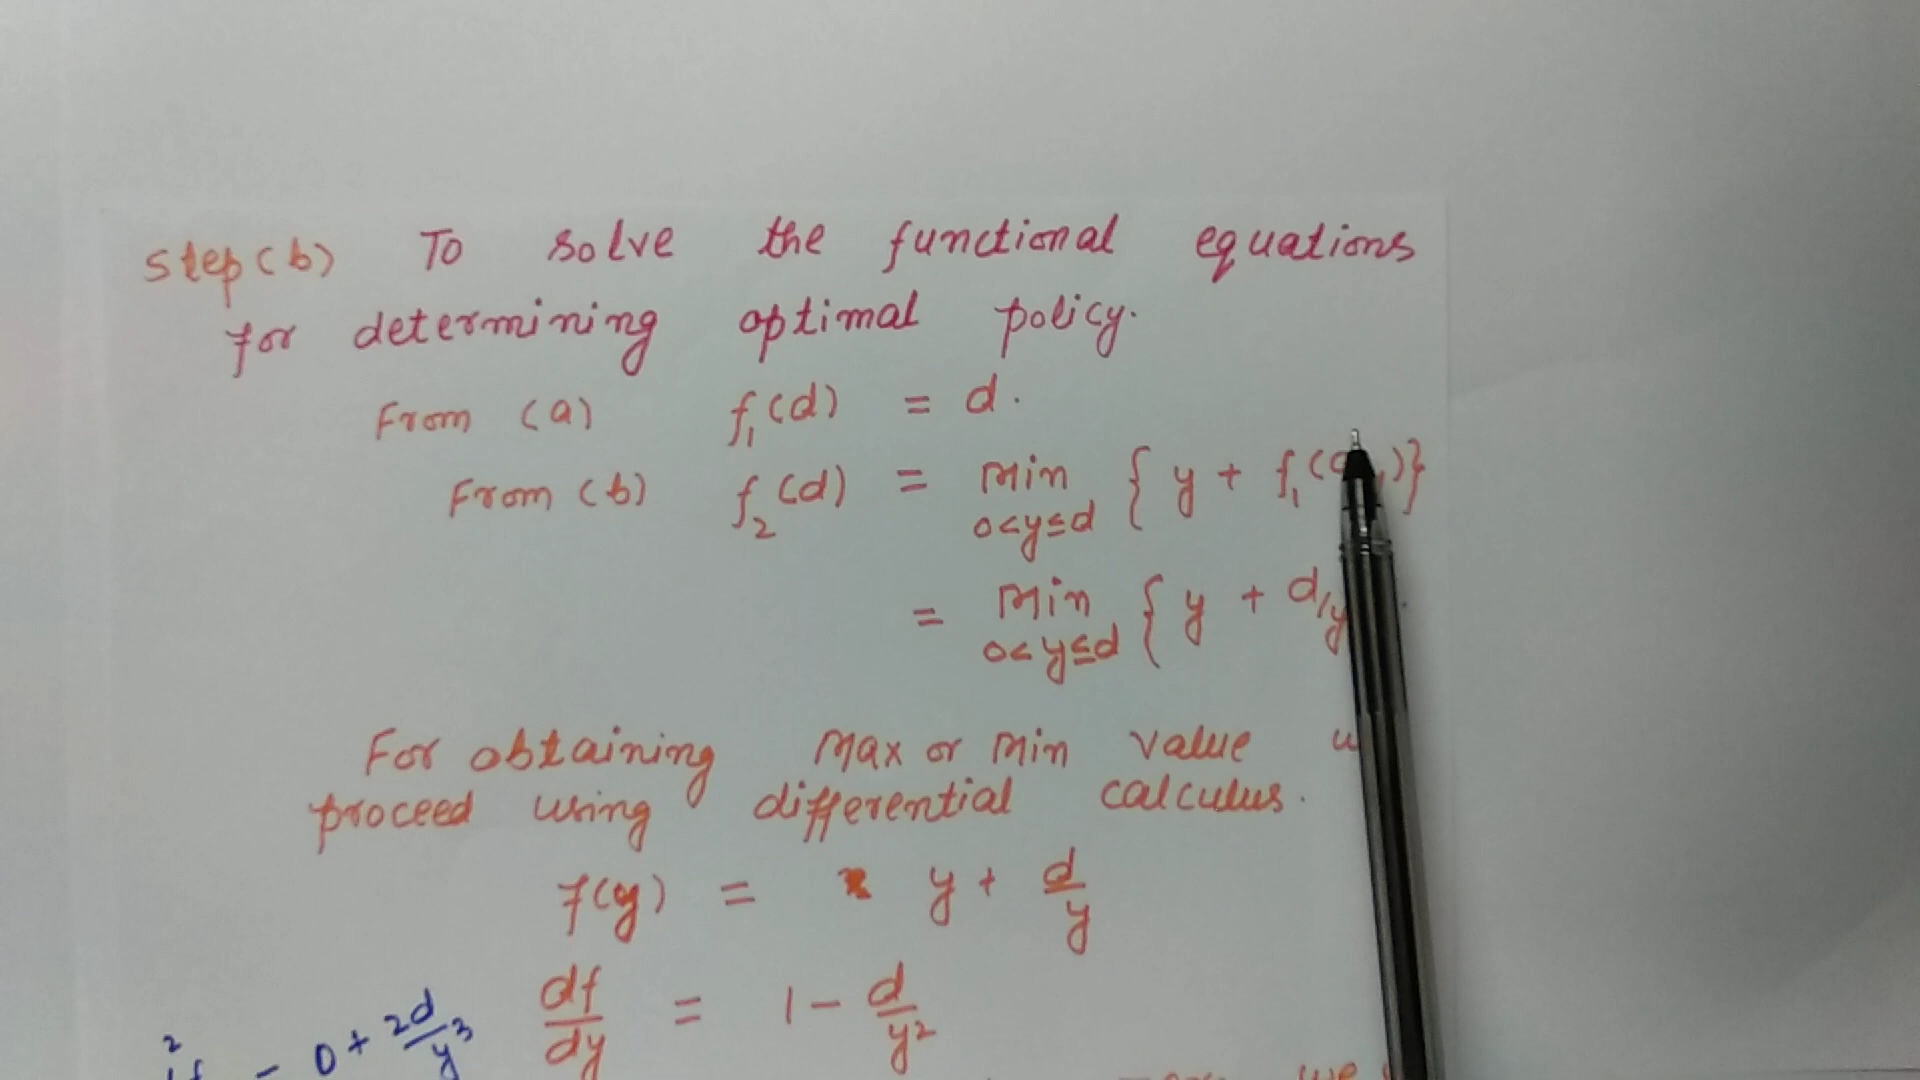 Step (b) To solve the functional equations
for determining optimal policy.
From (a) f₁(d) = d.
From (b) f₂(d) = Min { y + f₁( )}
0<y≤d
= Min { y + d/y
0<y≤d
For obtaining Max or Min value
proceed using differential calculus.
f(y) = y + d/y
df/dy = 1 - d/y²
= 0 + 2d/y³
we